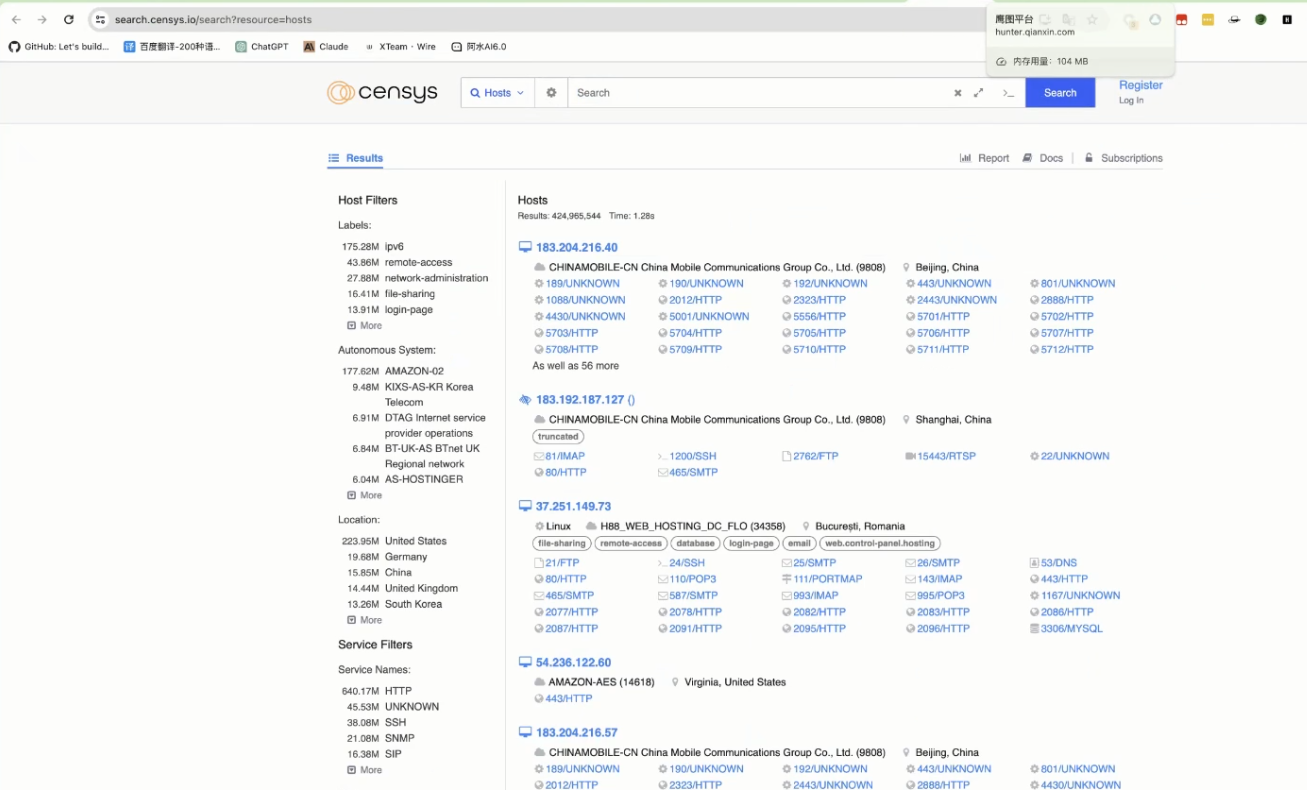 search.censys.io/search?resource=hosts
鹰图平台
hunter.qianxin.com
内存用量：104 MB
GitHub: Let's build...
百度翻译-200种语...
ChatGPT
Claude
XTeam - Wire
阿水AI6.0
censys
Hosts
Search
Search
Register
Log In
Results
Report
Docs
Subscriptions
Host Filters
Labels:
175.28M ipv6
43.86M remote-access
27.88M network-administration
16.41M file-sharing
13.91M login-page
More
Autonomous System:
177.62M AMAZON-02
9.48M KIXS-AS-KR Korea
Telecom
6.91M DTAG Internet service
provider operations
6.84M BT-UK-AS BTnet UK
Regional network
6.04M AS-HOSTINGER
More
Location:
223.95M United States
19.68M Germany
15.85M China
14.44M United Kingdom
13.26M South Korea
More
Service Filters
Service Names:
640.17M HTTP
45.53M UNKNOWN
38.08M SSH
21.08M SNMP
16.38M SIP
More
Hosts
Results: 424,965,544 Time: 1.28s
183.204.216.40
CHINAMOBILE-CN China Mobile Communications Group Co., Ltd. (9808) Beijing, China
189/UNKNOWN 190/UNKNOWN 192/UNKNOWN 443/UNKNOWN 801/UNKNOWN
1088/UNKNOWN 2012/HTTP 2323/HTTP 2443/UNKNOWN 2888/HTTP
4430/UNKNOWN 5001/UNKNOWN 5556/HTTP 5701/HTTP 5702/HTTP
5703/HTTP 5704/HTTP 5705/HTTP 5706/HTTP 5707/HTTP
5708/HTTP 5709/HTTP 5710/HTTP 5711/HTTP 5712/HTTP
As well as 56 more
183.192.187.127 ()
CHINAMOBILE-CN China Mobile Communications Group Co., Ltd. (9808) Shanghai, China
truncated
81/IMAP 1200/SSH 2762/FTP 15443/RTSP 22/UNKNOWN
80/HTTP 465/SMTP
37.251.149.73
Linux H88_WEB_HOSTING_DC_FLO (34358) Bucureşti, Romania
file-sharing remote-access database login-page email web.control-panel.hosting
21/FTP 24/SSH 25/SMTP 26/SMTP 53/DNS
80/HTTP 110/POP3 111/PORTMAP 143/IMAP 443/HTTP
465/SMTP 587/SMTP 993/IMAP 995/POP3 1167/UNKNOWN
2077/HTTP 2078/HTTP 2082/HTTP 2083/HTTP 2086/HTTP
2087/HTTP 2091/HTTP 2095/HTTP 2096/HTTP 3306/MYSQL
54.236.122.60
AMAZON-AES (14618) Virginia, United States
443/HTTP
183.204.216.57
CHINAMOBILE-CN China Mobile Communications Group Co., Ltd. (9808) Beijing, China
189/UNKNOWN 190/UNKNOWN 192/UNKNOWN 443/UNKNOWN 801/UNKNOWN
2012/HTTP 2323/HTTP 2443/UNKNOWN 2888/HTTP 4430/UNKNOWN